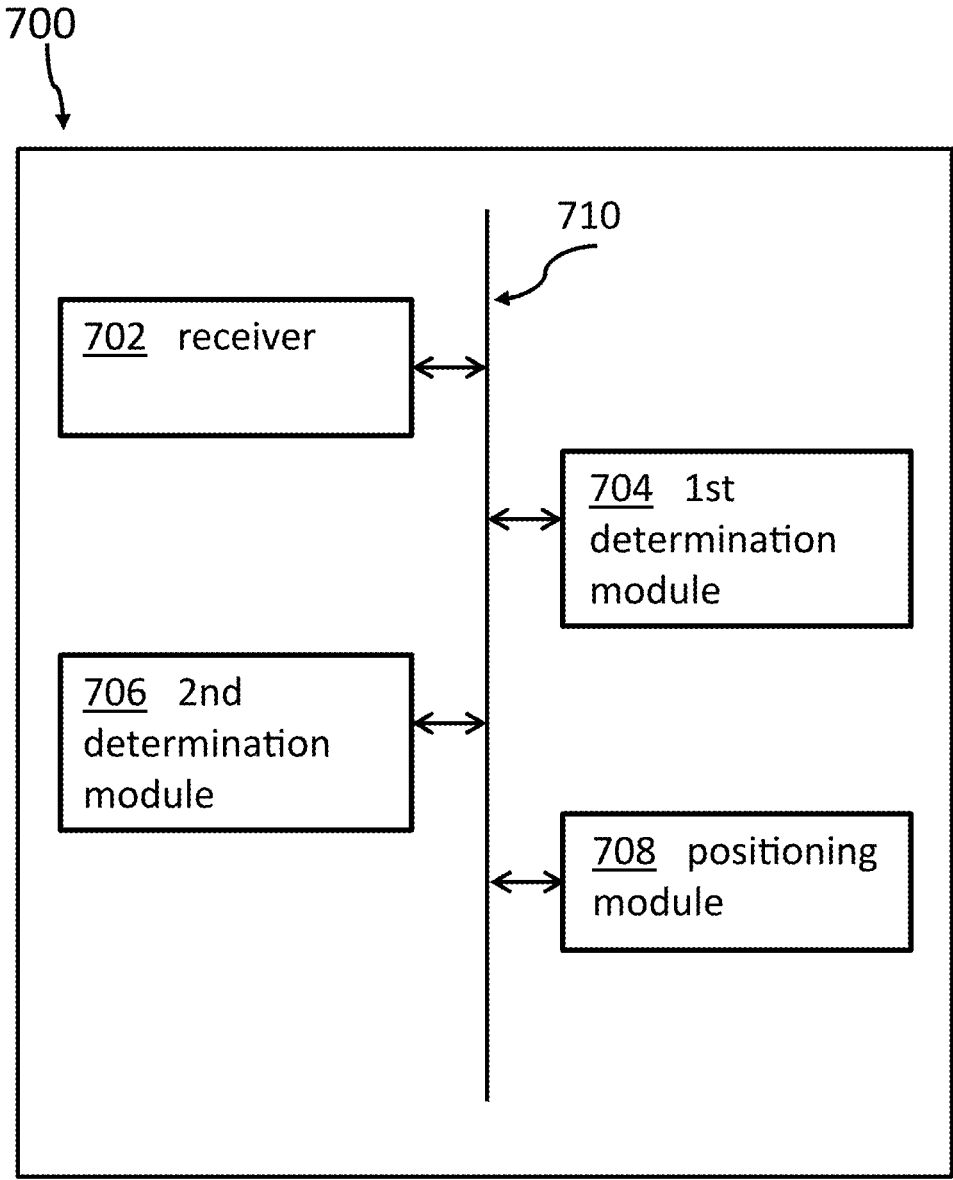 700
710
702 receiver
704 1st
determination
module
706 2nd
determination
module
708 positioning
module